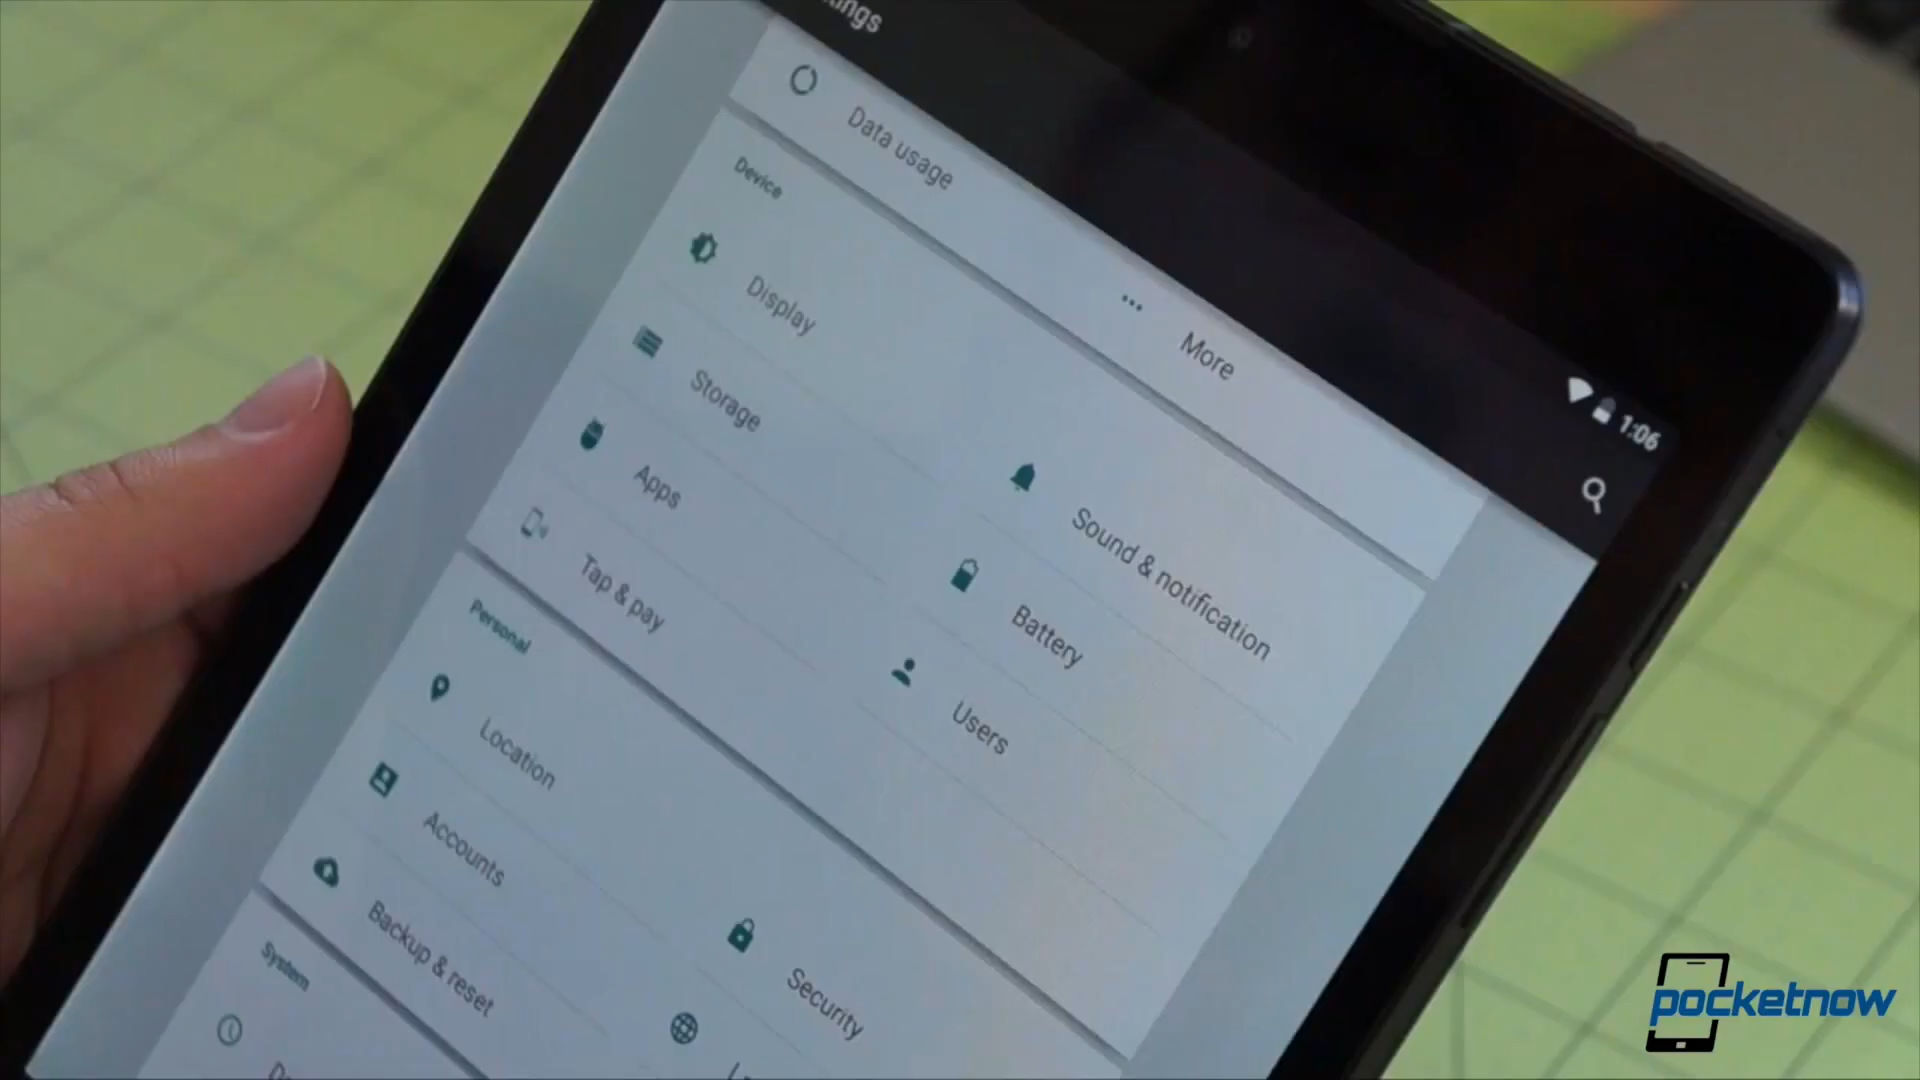 1:06
Data usage
More
Device
Display
Sound & notification
Storage
Battery
Apps
Users
Tap & pay
Personal
Location
Security
Accounts
Backup & reset
System
pocketnow